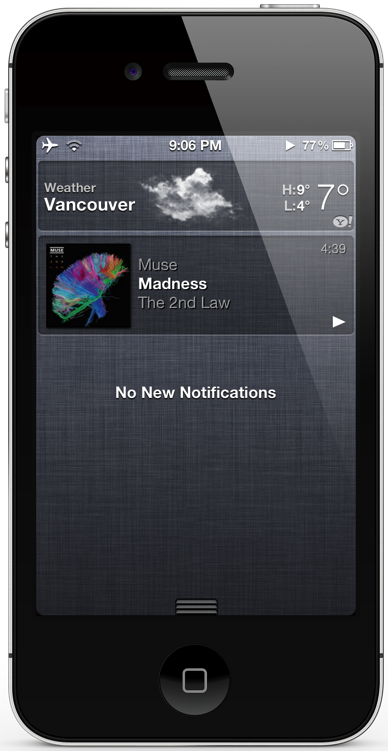 9:06 PM
77%
Weather
Vancouver
H:9°
L:4°
7°
Y!
MUSE
4:39
Muse
Madness
The 2nd Law
No New Notifications